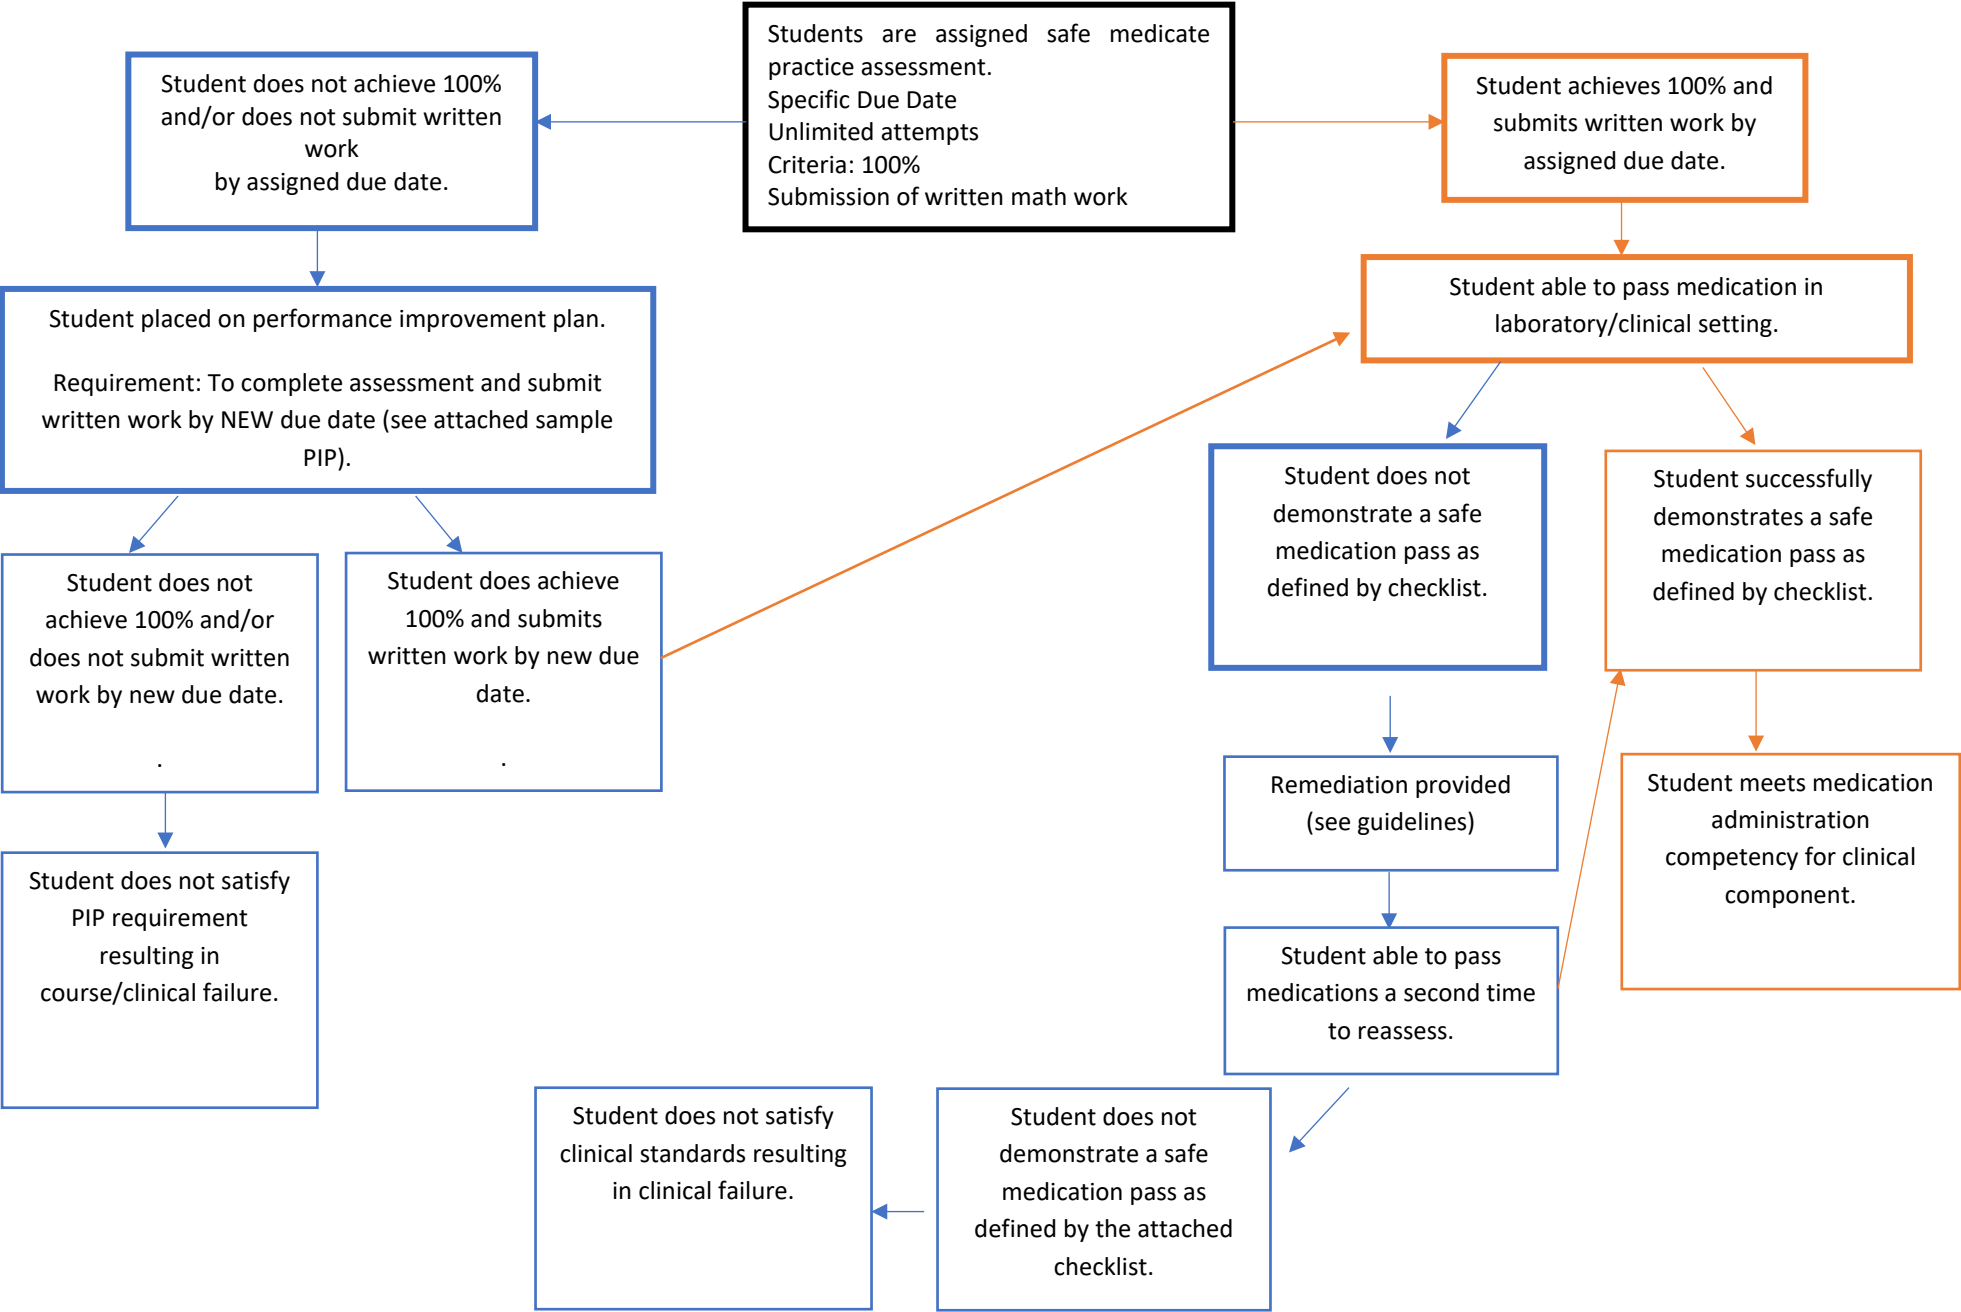 Students are assigned safe medicate
practice assessment.
Specific Due Date
Unlimited attempts
Criteria: 100%
Submission of written math work
Student does not achieve 100%
and/or does not submit written
work
by assigned due date.
Student achieves 100% and
submits written work by
assigned due date.
Student placed on performance improvement plan.
Requirement: To complete assessment and submit
written work by NEW due date (see attached sample
PIP).
Student able to pass medication in
laboratory/clinical setting.
Student does not
achieve 100% and/or
does not submit written
work by new due date.
.
Student does achieve
100% and submits
written work by new due
date.
.
Student does not
demonstrate a safe
medication pass as
defined by checklist.
Student successfully
demonstrates a safe
medication pass as
defined by checklist.
Student does not satisfy
PIP requirement
resulting in
course/clinical failure.
Remediation provided
(see guidelines)
Student meets medication
administration
competency for clinical
component.
Student able to pass
medications a second time
to reassess.
Student does not satisfy
clinical standards resulting
in clinical failure.
Student does not
demonstrate a safe
medication pass as
defined by the attached
checklist.